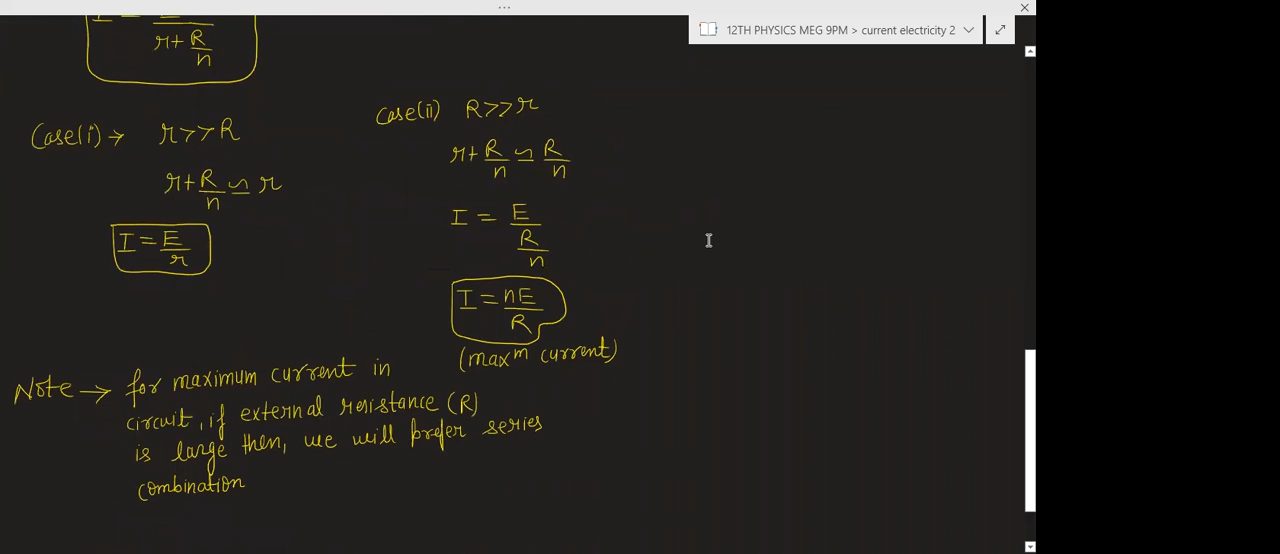 12TH PHYSICS MEG 9PM > current electricity 2
I = E / (r + R/n)
Case(i) → r >> R
r + R/n ≃ r
I = E/r
Case(ii) R >> r
r + R/n ≃ R/n
I = E / (R/n)
I = nE/R
(maxᵐ current)
Note → for maximum current in
circuit, if external resistance (R)
is large then, we will prefer series
combination